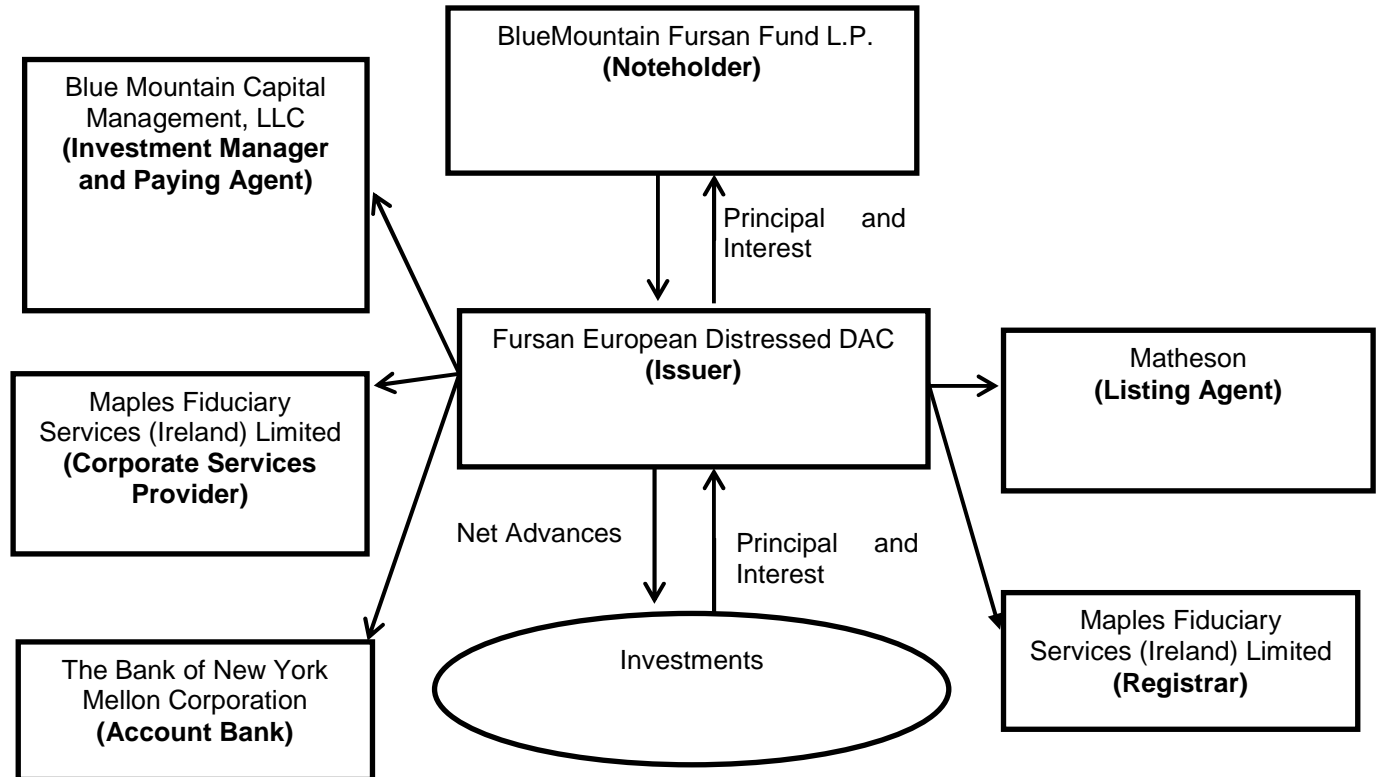 BlueMountain Fursan Fund L.P.
(Noteholder)
Blue Mountain Capital
Management, LLC
(Investment Manager
and Paying Agent)
Principal and
Interest
Fursan European Distressed DAC
(Issuer)
Matheson
(Listing Agent)
Maples Fiduciary
Services (Ireland) Limited
(Corporate Services
Provider)
Net Advances
Principal and
Interest
Maples Fiduciary
Services (Ireland) Limited
(Registrar)
Investments
The Bank of New York
Mellon Corporation
(Account Bank)